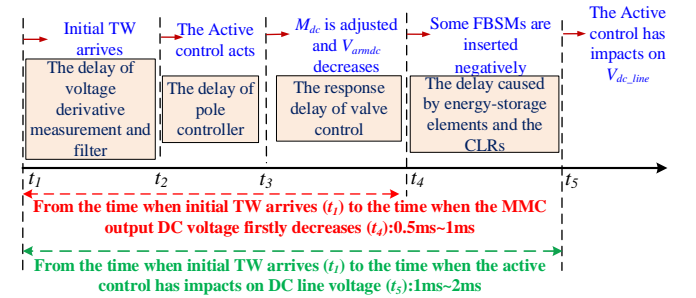 Initial TW
arrives
The Active
control acts
M_dc is adjusted
and V_armdc
decreases
Some FBSMs are
inserted
negatively
The Active
control has
impacts on
V_dc_line
The delay of
voltage
derivative
measurement and
filter
The delay of
pole
controller
The response
delay of valve
control
The delay caused
by energy-storage
elements and the
CLRs
t1
t2
t3
t4
t5
From the time when initial TW arrives (t1) to the time when the MMC
output DC voltage firstly decreases (t4):0.5ms~1ms
From the time when initial TW arrives (t1) to the time when the active
control has impacts on DC line voltage (t5):1ms~2ms